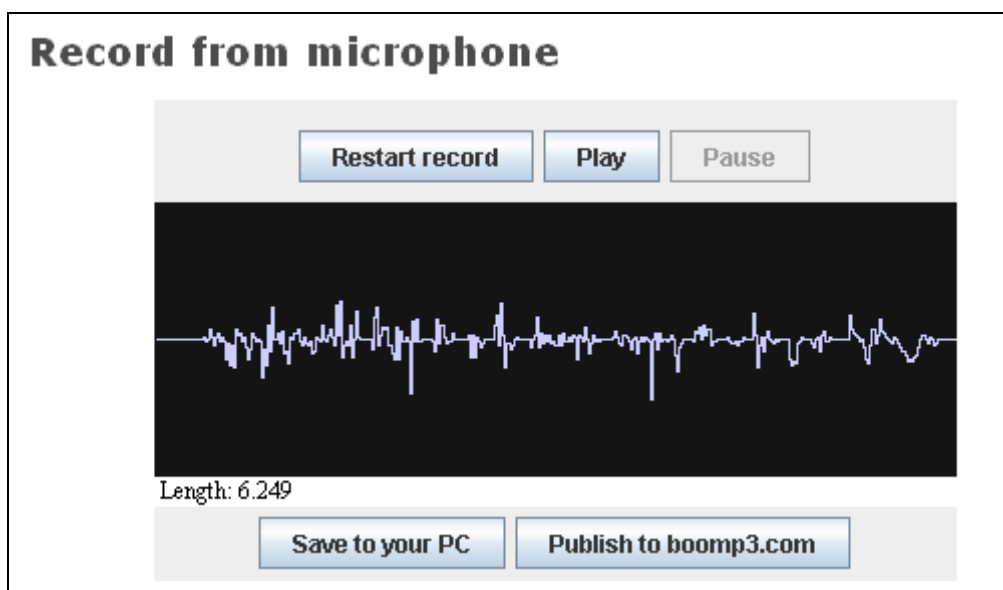 Record from microphone
Restart record Play Pause
Length: 6.249
Save to your PC Publish to boomp3.com